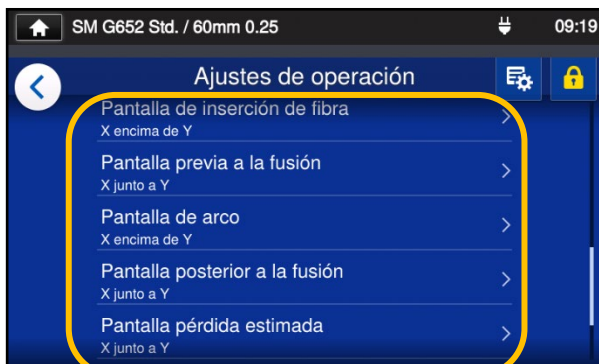 SM G652 Std. / 60mm 0.25 09:19
Ajustes de operación
Pantalla de inserción de fibra
X encima de Y
Pantalla previa a la fusión
X junto a Y
Pantalla de arco
X encima de Y
Pantalla posterior a la fusión
X junto a Y
Pantalla pérdida estimada
X junto a Y